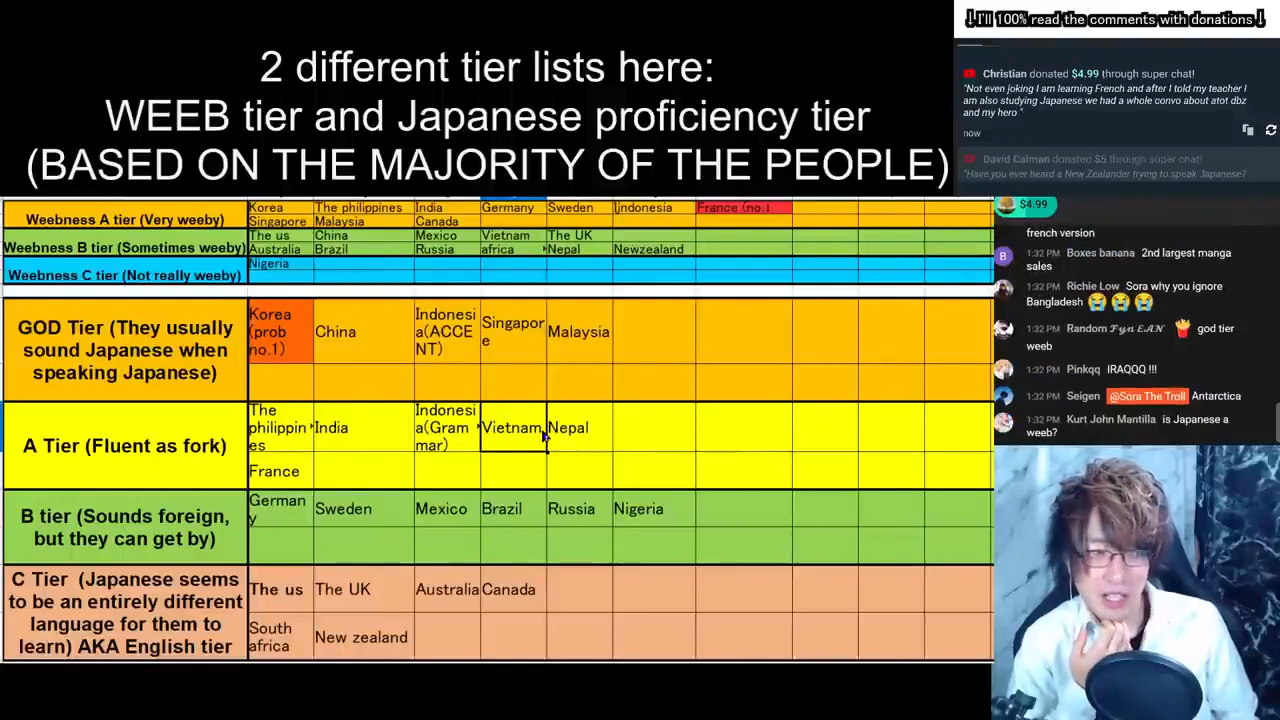 2 different tier lists here:
WEEB tier and Japanese proficiency tier
(BASED ON THE MAJORITY OF THE PEOPLE)
Weebness A tier (Very weeby)
Korea
The philippines
India
Germany
Sweden
Iindonesia
France (no.1
Singapore
Malaysia
Canada
Weebness B tier (Sometimes weeby)
The us
China
Mexico
Vietnam
The UK
Australia
Brazil
Russia
africa
Nepal
Newzealand
Weebness C tier (Not really weeby)
Nigeria
GOD Tier (They usually
sound Japanese when
speaking Japanese)
Korea
(prob
no.1)
China
Indonesi
a(ACCE
NT)
Singapor
e
Malaysia
A Tier (Fluent as fork)
The
philippin
es
India
Indonesi
a(Gram
mar)
Vietnam
Nepal
France
B tier (Sounds foreign,
but they can get by)
German
y
Sweden
Mexico
Brazil
Russia
Nigeria
C Tier (Japanese seems
to be an entirely different
language for them to
learn) AKA English tier
The us
The UK
Australia
Canada
South
africa
New zealand
↓I'll 100% read the comments with donations↓
Christian donated $4.99 through super chat!
"Not even joking I am learning French and after I told my teacher I
am also studying Japanese we had a whole convo about atot dbz
and my hero "
now
David Calman donated $5 through super chat!
"Have you ever heard a New Zealander trying to speak Japanese?
$4.99
french version
B
1:32 PM Boxes banana 2nd largest manga
sales
1:32 PM Richie Low Sora why you ignore
Bangladesh 😭😭😭
1:32 PM Random 𝓕𝔂𝓷 𝓔𝓐𝓝 🍟 god tier
weeb
1:32 PM Pinkqq IRAQQQ !!!
1:32 PM Seigen @Sora The Troll Antarctica
1:32 PM Kurt John Mantilla is Japanese a
weeb?